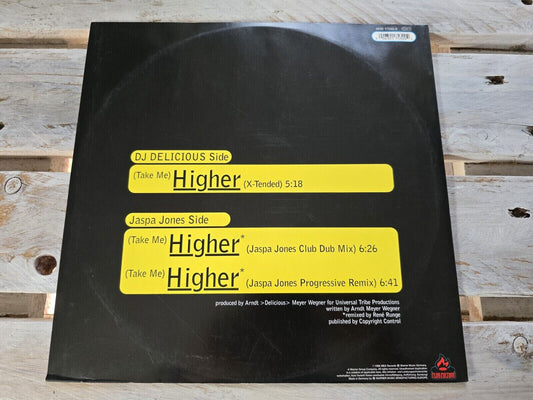 DJ DELICIOUS Side
(Take Me) Higher (X-Tended) 5:18
Jaspa Jones Side
(Take Me) Higher* (Jaspa Jones Club Dub Mix) 6:26
(Take Me) Higher* (Jaspa Jones Progressive Remix) 6:41
produced by Arndt >Delicious> Meyer Wegner for Universal Tribe Productions
written by Arndt Meyer Wegner
*remixed by René Runge
published by Copyright Control